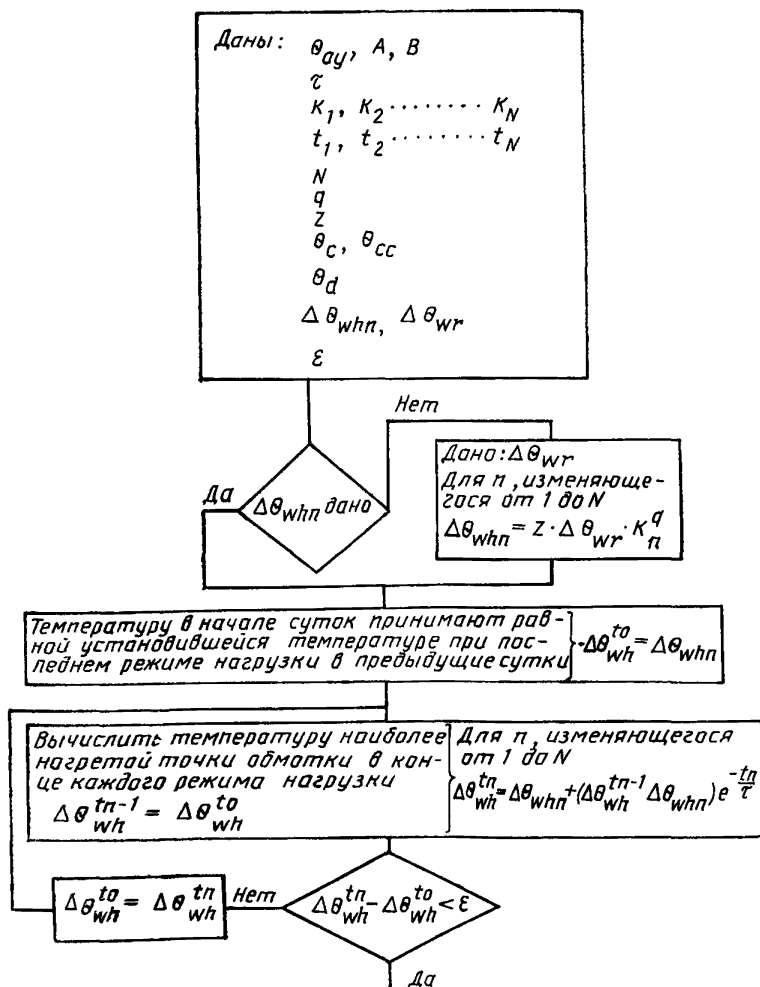 Даны: θ_ay, A, B
τ
K_1, K_2 ········ K_N
t_1, t_2 ········ t_N
N
q
Z
θ_c, θ_cc
θ_d
Δθ_whn, Δθ_wr
ε
Нет
Да
Δθ_whn дано
Дано: Δθ_wr
Для n, изменяюще-
гося от 1 до N
Δθ_whn = Z · Δθ_wr · K_n^q
Температуру в начале суток принимают рав-
ной установившейся температуре при пос-
леднем режиме нагрузки в предыдущие сутки
-Δθ_wh^to = Δθ_whn
Вычислить температуру наиболее
нагретой точки обмотки в кон-
це каждого режима нагрузки
Δθ_wh^tn-1 = Δθ_wh^to
Для n, изменяющегося
от 1 до N
Δθ_wh^tn = Δθ_whn + (Δθ_wh^tn-1 Δθ_whn) e^-tn/τ
Δθ_wh^to = Δθ_wh^tn
Нет
Δθ_wh^tn - Δθ_wh^to < ε
Да